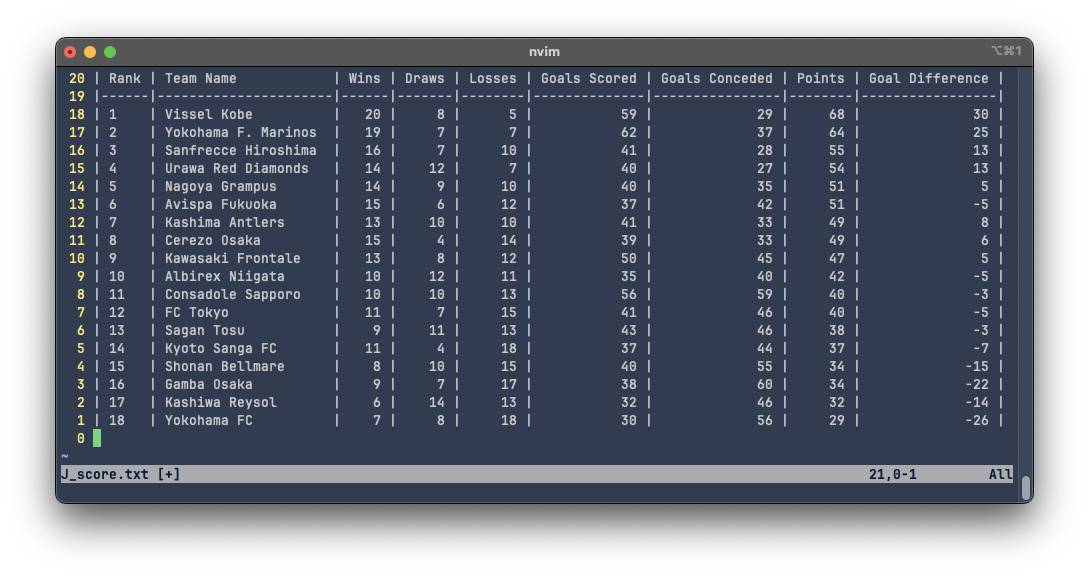 nvim
⌥⌘1
20 | Rank | Team Name            | Wins | Draws | Losses | Goals Scored | Goals Conceded | Points | Goal Difference |
19 |------|----------------------|------|-------|--------|--------------|----------------|--------|-----------------|
18 | 1    | Vissel Kobe          |   20 |     8 |      5 |           59 |             29 |     68 |              30 |
17 | 2    | Yokohama F. Marinos  |   19 |     7 |      7 |           62 |             37 |     64 |              25 |
16 | 3    | Sanfrecce Hiroshima  |   16 |     7 |     10 |           41 |             28 |     55 |              13 |
15 | 4    | Urawa Red Diamonds   |   14 |    12 |      7 |           40 |             27 |     54 |              13 |
14 | 5    | Nagoya Grampus       |   14 |     9 |     10 |           40 |             35 |     51 |               5 |
13 | 6    | Avispa Fukuoka       |   15 |     6 |     12 |           37 |             42 |     51 |              -5 |
12 | 7    | Kashima Antlers      |   13 |    10 |     10 |           41 |             33 |     49 |               8 |
11 | 8    | Cerezo Osaka         |   15 |     4 |     14 |           39 |             33 |     49 |               6 |
10 | 9    | Kawasaki Frontale    |   13 |     8 |     12 |           50 |             45 |     47 |               5 |
9 | 10   | Albirex Niigata      |   10 |    12 |     11 |           35 |             40 |     42 |              -5 |
8 | 11   | Consadole Sapporo    |   10 |    10 |     13 |           56 |             59 |     40 |              -3 |
7 | 12   | FC Tokyo             |   11 |     7 |     15 |           41 |             46 |     40 |              -5 |
6 | 13   | Sagan Tosu           |    9 |    11 |     13 |           43 |             46 |     38 |              -3 |
5 | 14   | Kyoto Sanga FC       |   11 |     4 |     18 |           37 |             44 |     37 |              -7 |
4 | 15   | Shonan Bellmare      |    8 |    10 |     15 |           40 |             55 |     34 |             -15 |
3 | 16   | Gamba Osaka          |    9 |     7 |     17 |           38 |             60 |     34 |             -22 |
2 | 17   | Kashiwa Reysol       |    6 |    14 |     13 |           32 |             46 |     32 |             -14 |
1 | 18   | Yokohama FC          |    7 |     8 |     18 |           30 |             56 |     29 |             -26 |
0
~
J_score.txt [+] 21,0-1 All